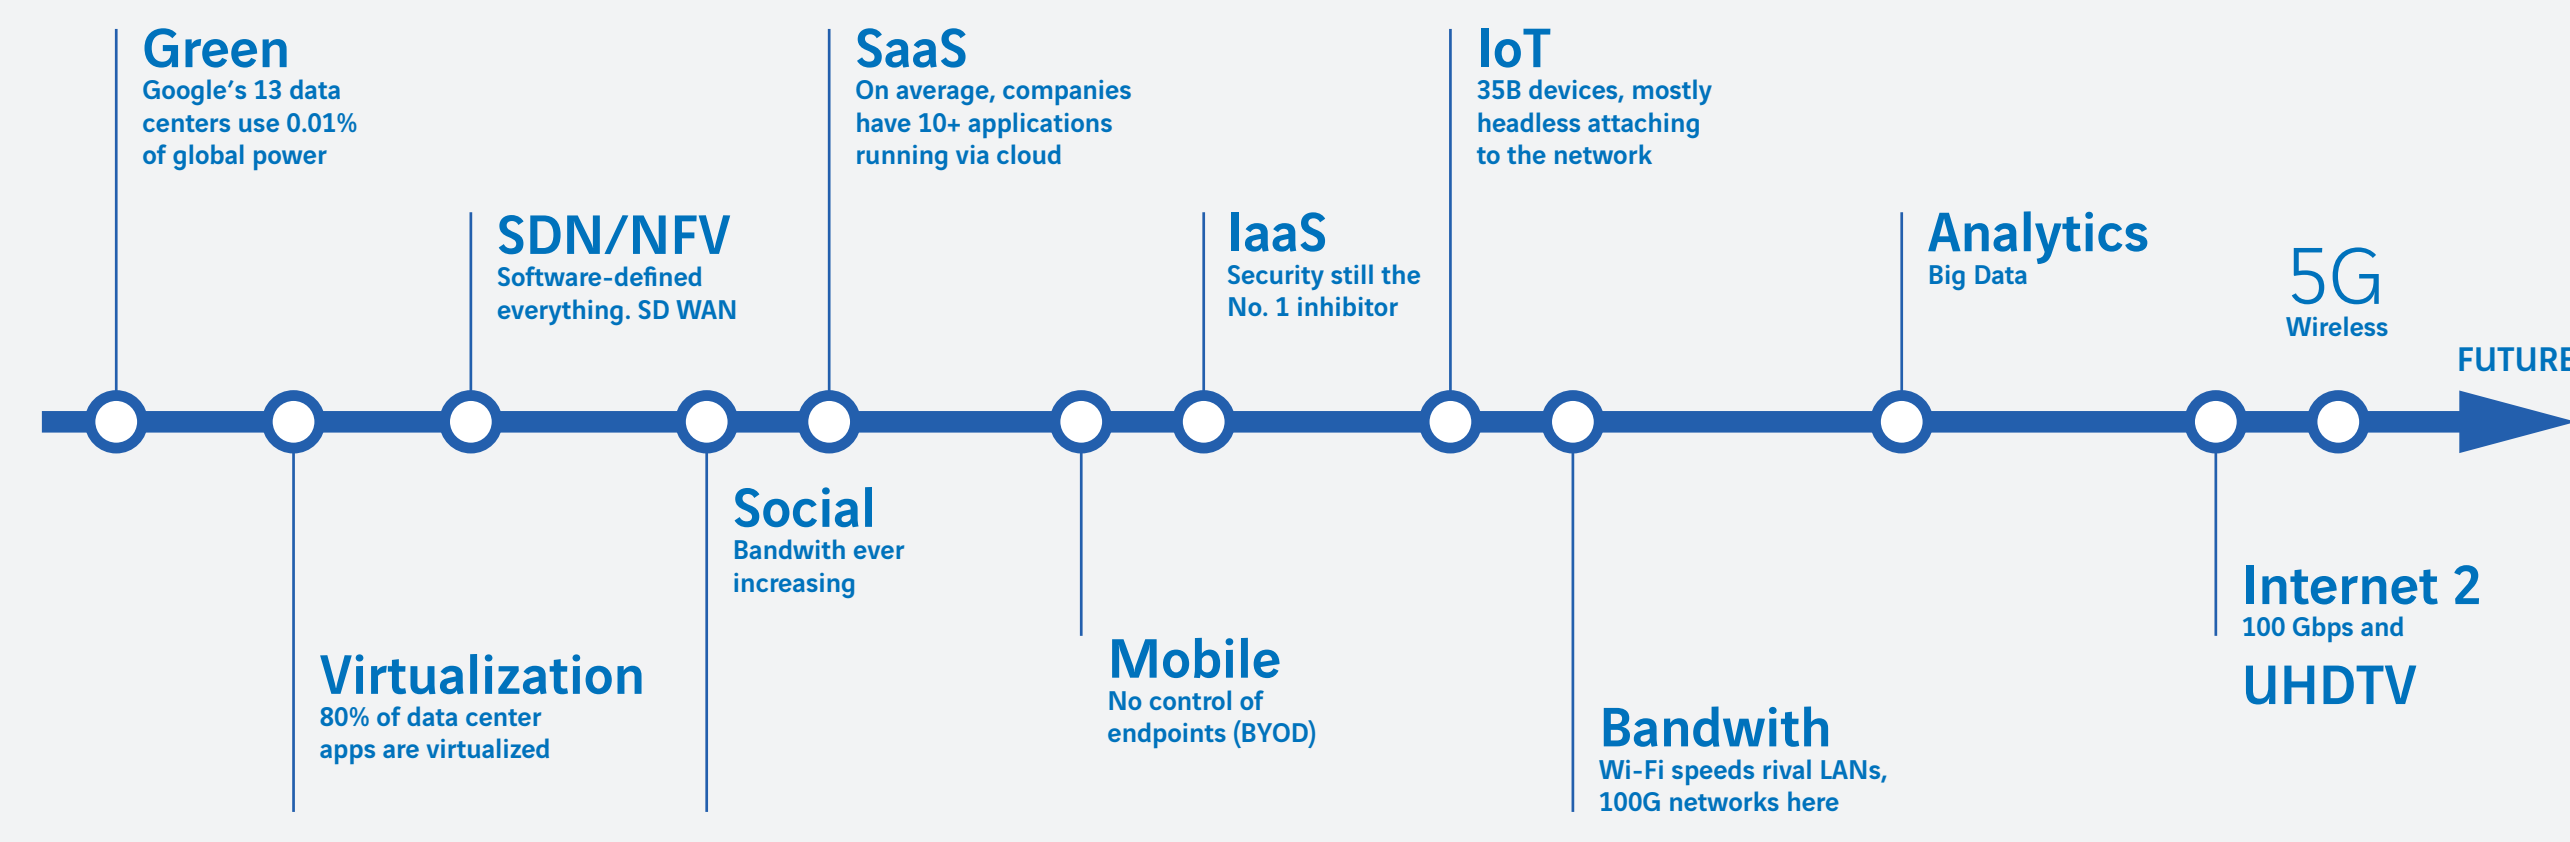 Green
Google’s 13 data
centers use 0.01%
of global power
Virtualization
80% of data center
apps are virtualized
SDN/NFV
Software-defined
everything. SD WAN
Social
Bandwith ever
increasing
SaaS
On average, companies
have 10+ applications
running via cloud
Mobile
No control of
endpoints (BYOD)
IaaS
Security still the
No. 1 inhibitor
IoT
35B devices, mostly
headless attaching
to the network
Bandwith
Wi-Fi speeds rival LANs,
100G networks here
Analytics
Big Data
Internet 2
100 Gbps and
UHDTV
5G
Wireless
FUTURE